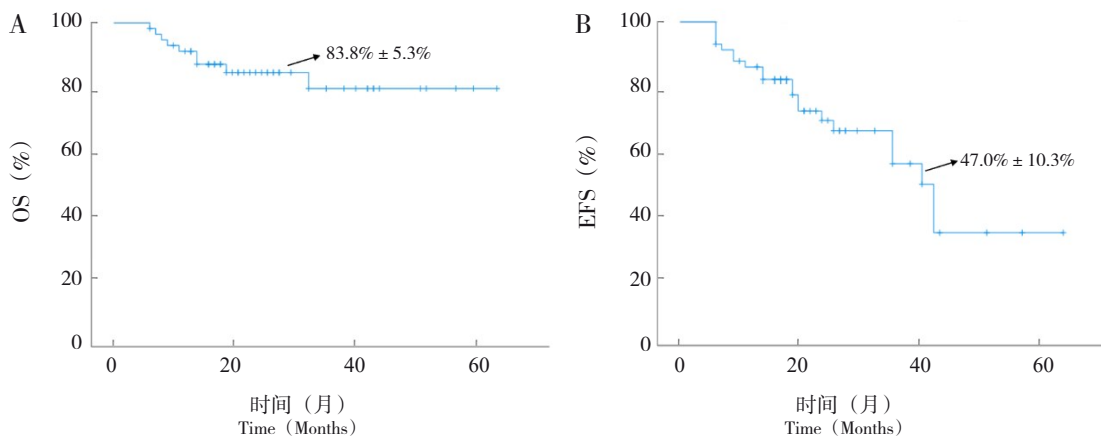 A
OS（%）
100
80
60
40
20
0
83.8% ± 5.3%
0 20 40 60
时间（月）
Time（Months）
B
EFS（%）
100
80
60
40
20
0
47.0% ± 10.3%
0 20 40 60
时间（月）
Time（Months）